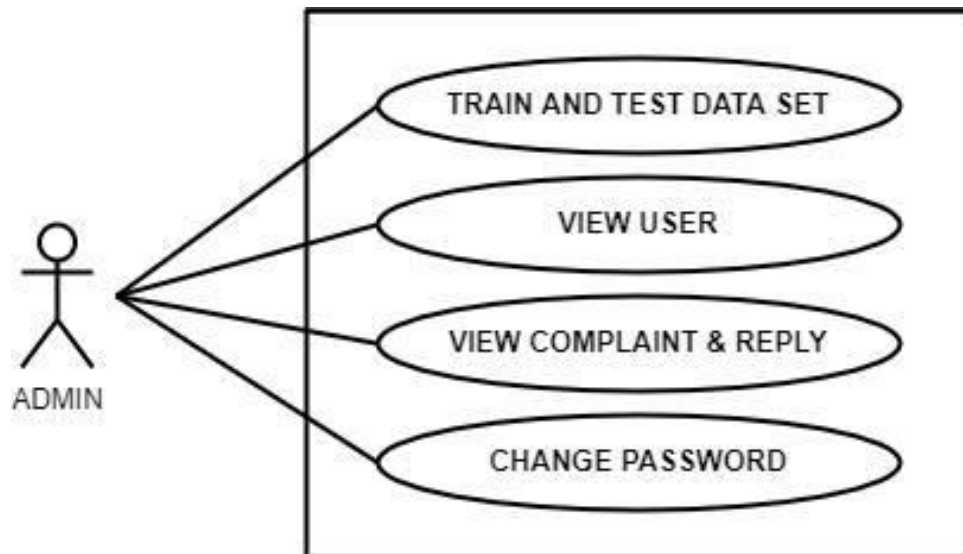 TRAIN AND TEST DATA SET
VIEW USER
VIEW COMPLAINT & REPLY
CHANGE PASSWORD
ADMIN